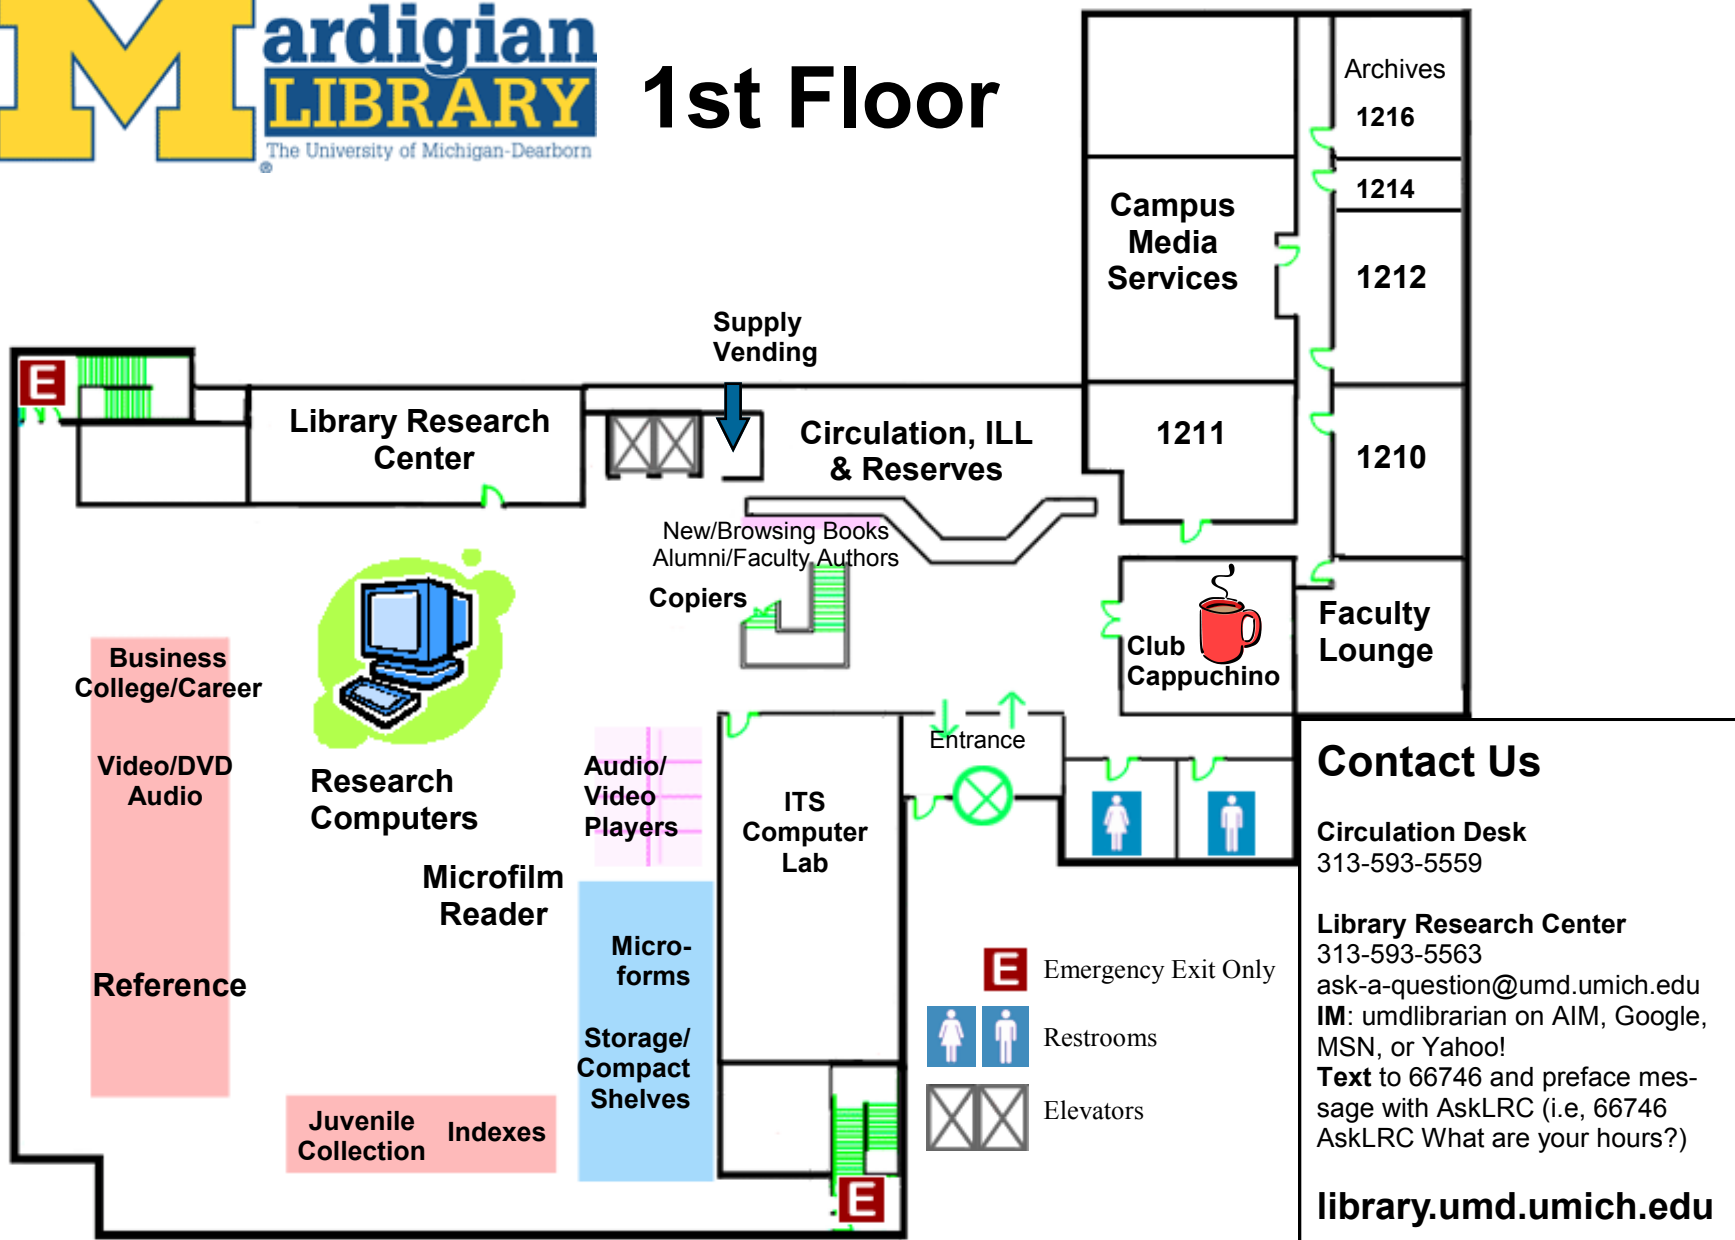 Mardigian
LIBRARY
The University of Michigan-Dearborn
®
1st Floor
Archives
1216
1214
Campus
Media
Services
1212
Supply
Vending
E
Library Research
Center
Circulation, ILL
& Reserves
1211
1210
New/Browsing Books
Alumni/Faculty Authors
Copiers
Club
Cappuchino
Faculty
Lounge
Business
College/Career
Video/DVD
Audio
Reference
Research
Computers
Microfilm
Reader
Audio/
Video
Players
ITS
Computer
Lab
Entrance
Micro-
forms
Storage/
Compact
Shelves
Juvenile
Collection
Indexes
E
E Emergency Exit Only
Restrooms
Elevators
Contact Us
Circulation Desk
313-593-5559
Library Research Center
313-593-5563
ask-a-question@umd.umich.edu
IM: umdlibrarian on AIM, Google,
MSN, or Yahoo!
Text to 66746 and preface mes-
sage with AskLRC (i.e, 66746
AskLRC What are your hours?)
library.umd.umich.edu